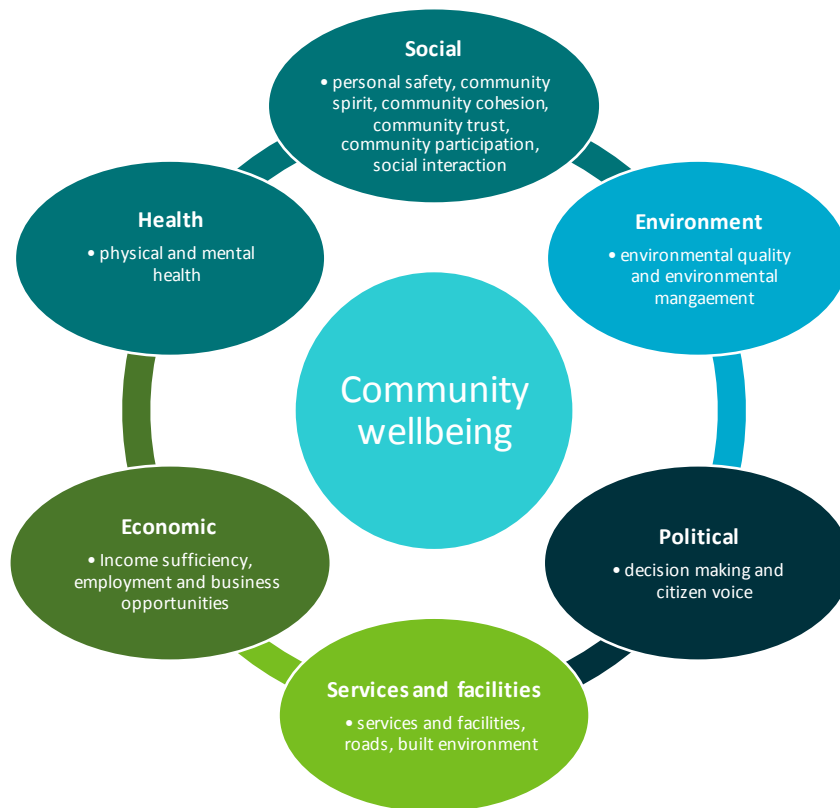 Social
• personal safety, community
spirit, community cohesion,
community trust,
community participation,
social interaction
Environment
• environmental quality
and environmental
mangaement
Political
• decision making and
citizen voice
Services and facilities
• services and facilities,
roads, built environment
Economic
• Income sufficiency,
employment and business
opportunities
Health
• physical and mental
health
Community
wellbeing